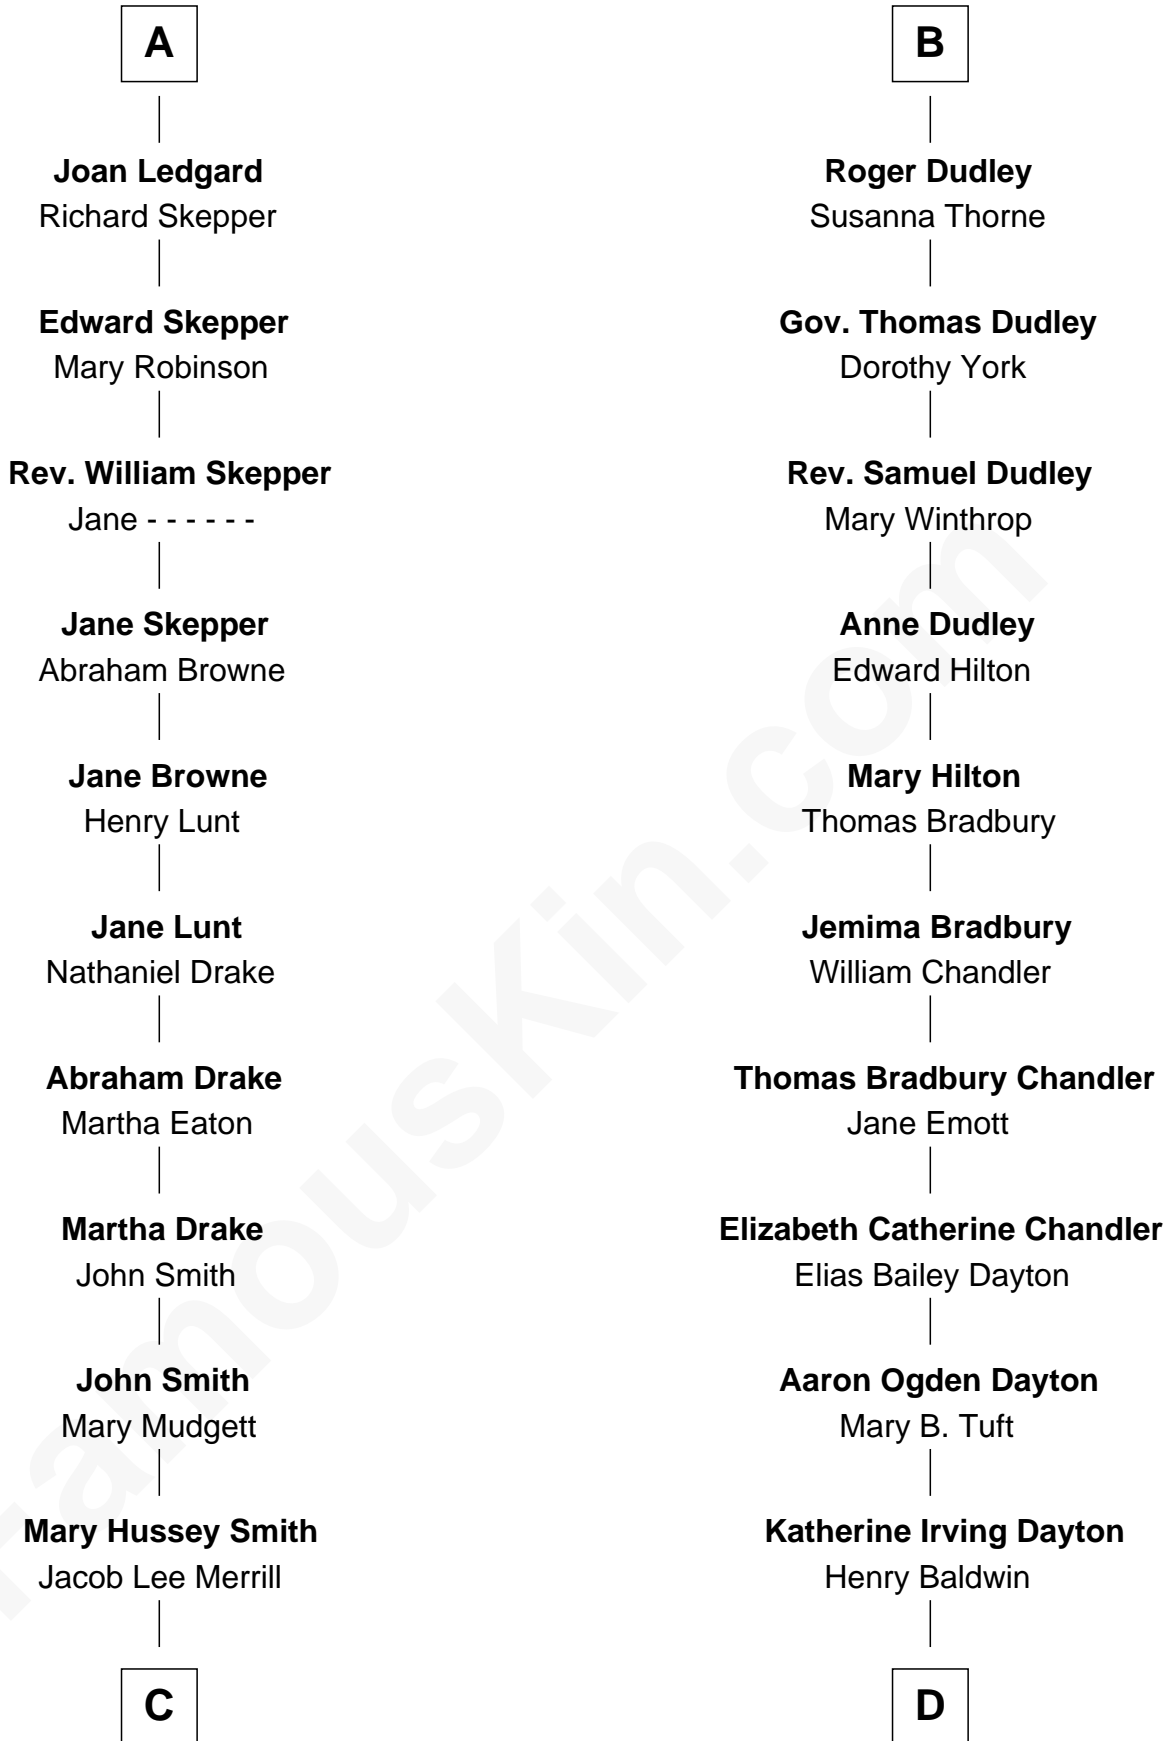 A
Joan Ledgard
Richard Skepper
Edward Skepper
Mary Robinson
Rev. William Skepper
Jane - - - - - -
Jane Skepper
Abraham Browne
Jane Browne
Henry Lunt
Jane Lunt
Nathaniel Drake
Abraham Drake
Martha Eaton
Martha Drake
John Smith
John Smith
Mary Mudgett
Mary Hussey Smith
Jacob Lee Merrill
C
B
Roger Dudley
Susanna Thorne
Gov. Thomas Dudley
Dorothy York
Rev. Samuel Dudley
Mary Winthrop
Anne Dudley
Edward Hilton
Mary Hilton
Thomas Bradbury
Jemima Bradbury
William Chandler
Thomas Bradbury Chandler
Jane Emott
Elizabeth Catherine Chandler
Elias Bailey Dayton
Aaron Ogden Dayton
Mary B. Tuft
Katherine Irving Dayton
Henry Baldwin
D
FamousKin.com